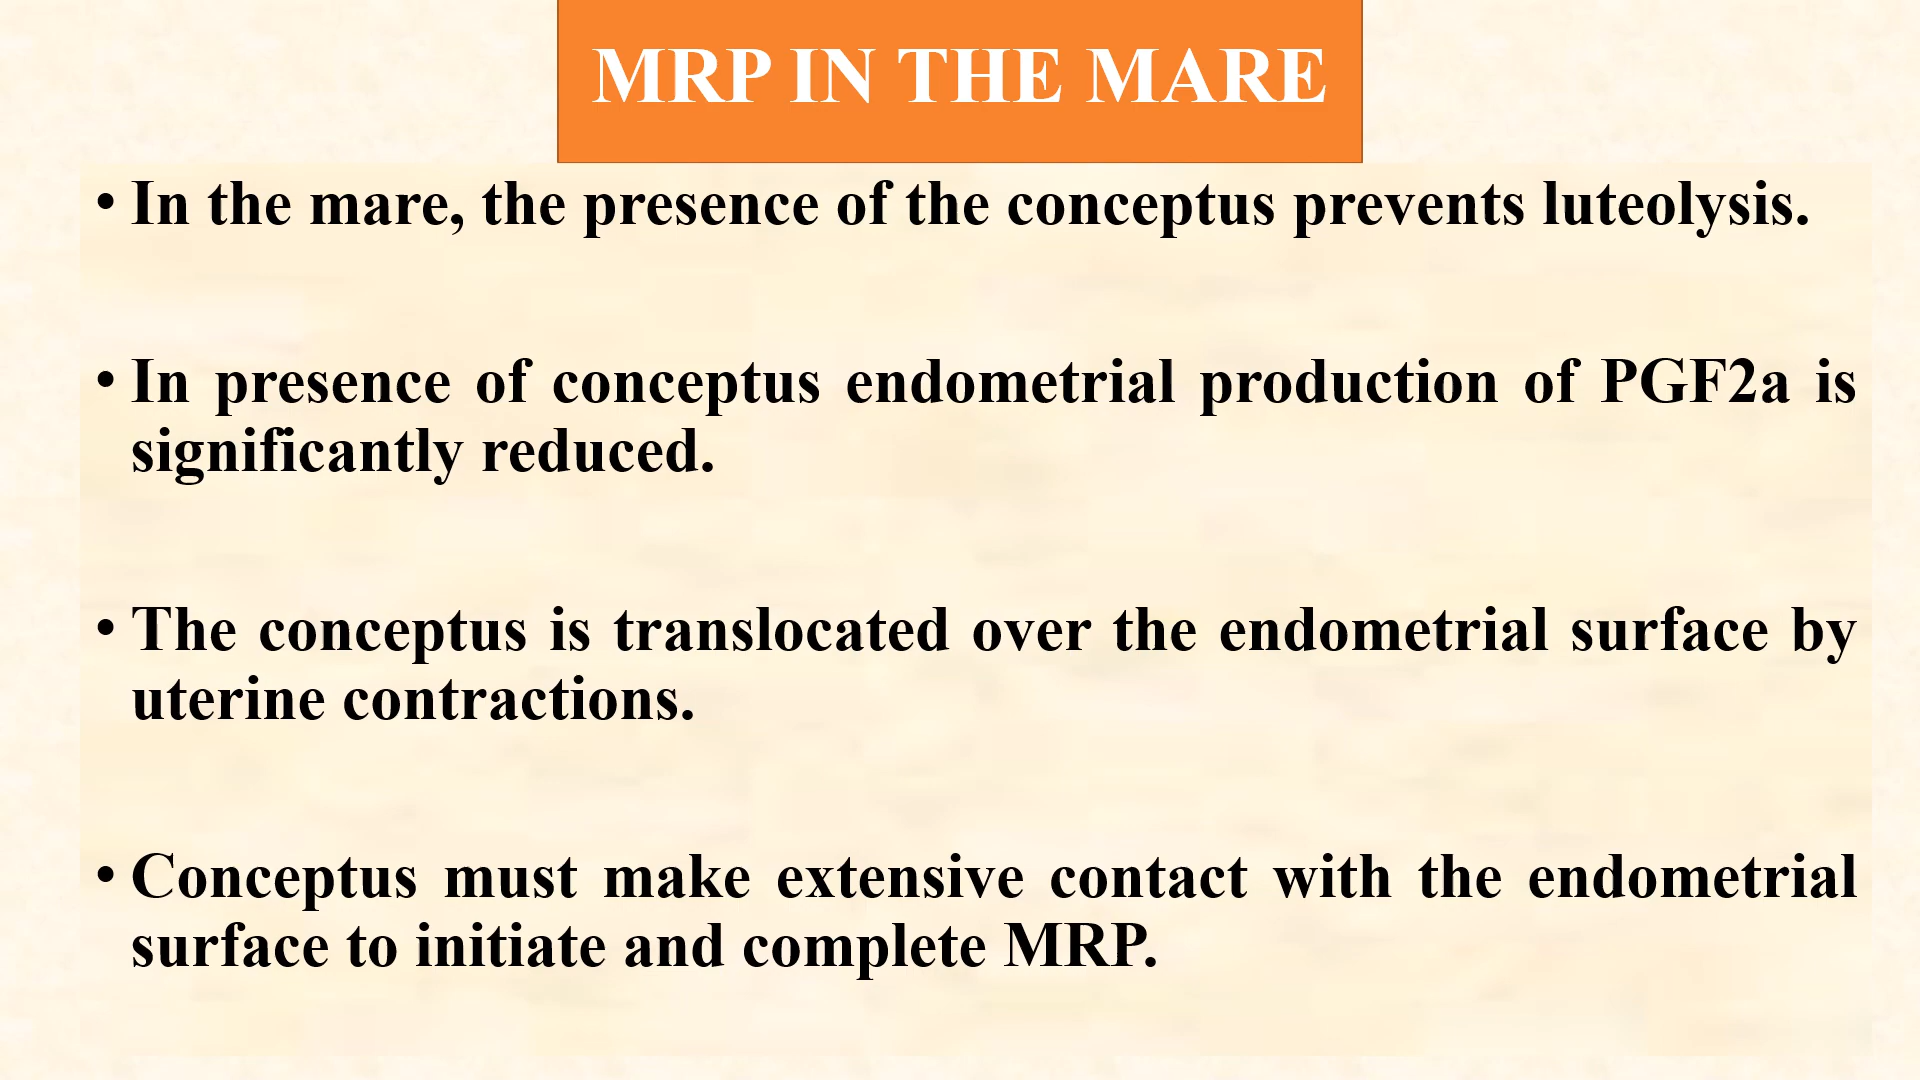 MRP IN THE MARE
• In the mare, the presence of the conceptus prevents luteolysis.
• In presence of conceptus endometrial production of PGF2a is
significantly reduced.
• The conceptus is translocated over the endometrial surface by
uterine contractions.
• Conceptus must make extensive contact with the endometrial
surface to initiate and complete MRP.